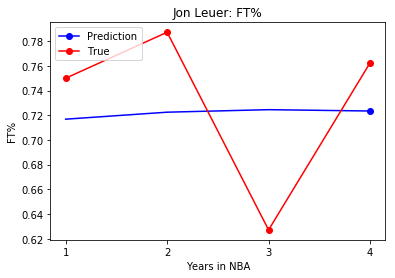 Jon Leuer: FT%
Prediction
True
0.78
0.76
0.74
0.72
0.70
0.68
0.66
0.64
0.62
FT%
1
2
3
4
Years in NBA